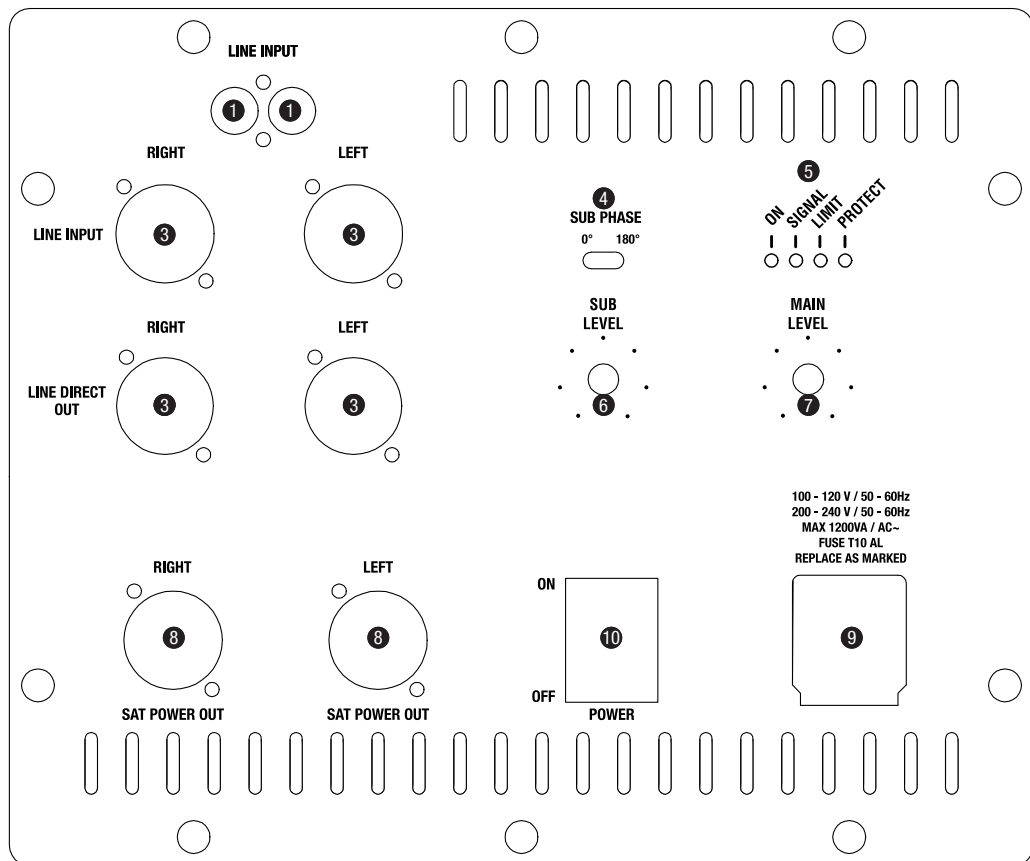 LINE INPUT
1 1
RIGHT LEFT
5
4
ON SIGNAL LIMIT PROTECT
SUB PHASE
0° 180°
LINE INPUT
3 3
SUB
LEVEL
MAIN
LEVEL
RIGHT LEFT
LINE DIRECT
OUT
3 3
6 7
100 - 120 V / 50 - 60Hz
200 - 240 V / 50 - 60Hz
MAX 1200VA / AC~
FUSE T10 AL
REPLACE AS MARKED
RIGHT LEFT
ON
8 8 10 9
OFF
SAT POWER OUT SAT POWER OUT POWER